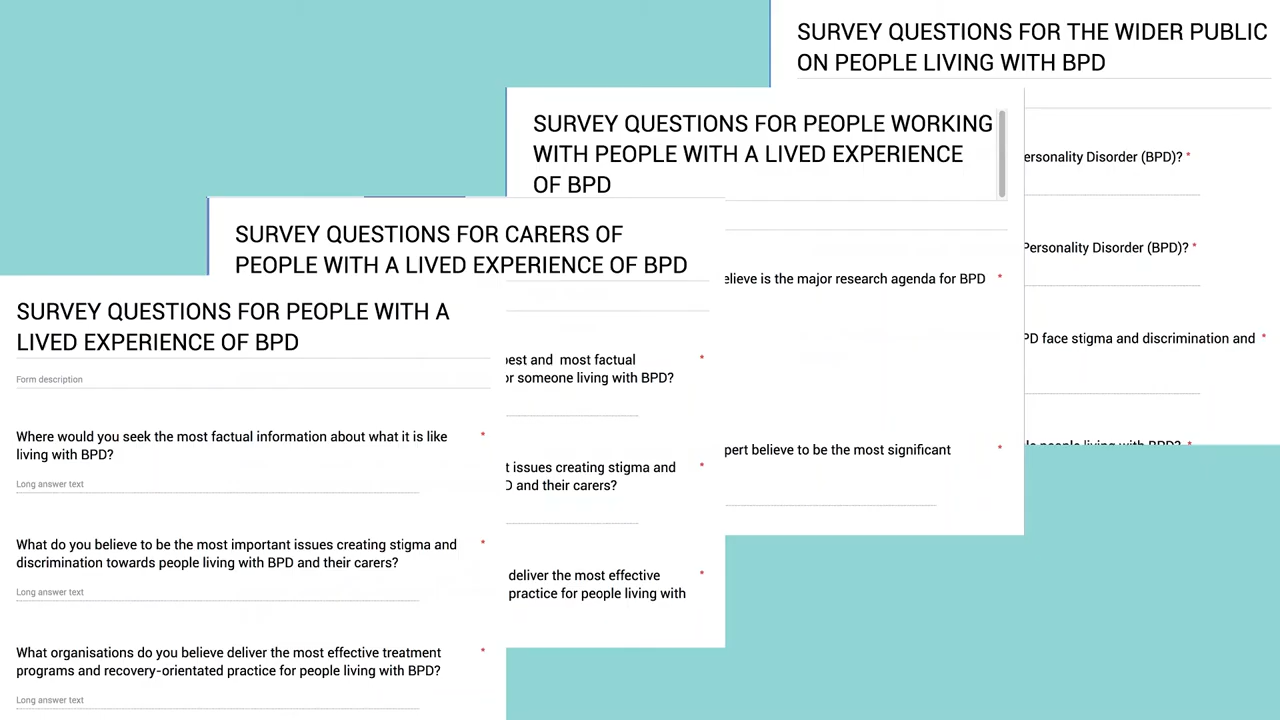 SURVEY QUESTIONS FOR THE WIDER PUBLIC
ON PEOPLE LIVING WITH BPD
ersonality Disorder (BPD)? *
Personality Disorder (BPD)? *
PD face stigma and discrimination and *
people living with BPD? *
SURVEY QUESTIONS FOR PEOPLE WORKING
WITH PEOPLE WITH A LIVED EXPERIENCE
OF BPD
elieve is the major research agenda for BPD *
pert believe to be the most significant *
SURVEY QUESTIONS FOR CARERS OF
PEOPLE WITH A LIVED EXPERIENCE OF BPD
est and most factual *
or someone living with BPD?
t issues creating stigma and *
D and their carers?
deliver the most effective *
practice for people living with
SURVEY QUESTIONS FOR PEOPLE WITH A
LIVED EXPERIENCE OF BPD
Form description
Where would you seek the most factual information about what it is like *
living with BPD?
Long answer text
What do you believe to be the most important issues creating stigma and *
discrimination towards people living with BPD and their carers?
Long answer text
What organisations do you believe deliver the most effective treatment *
programs and recovery-orientated practice for people living with BPD?
Long answer text